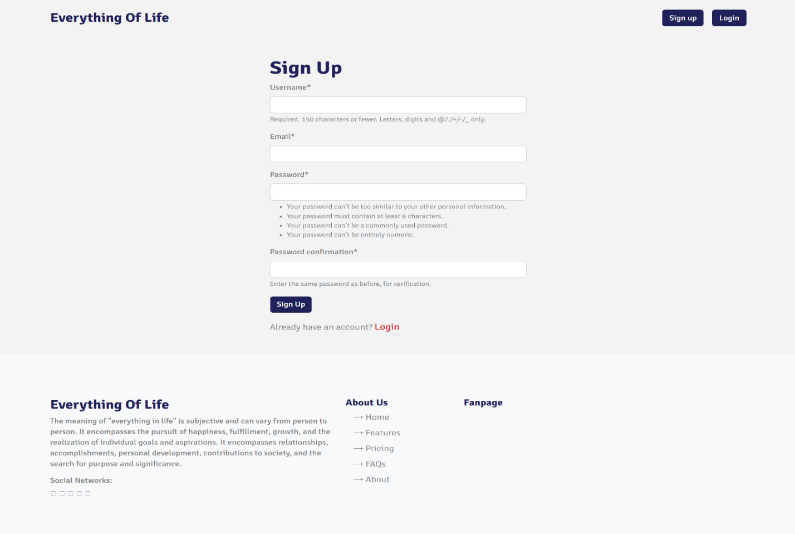 Everything Of Life
Sign up
Login
Sign Up
Username*
Required. 150 characters or fewer. Letters, digits and @/./+/-/_ only.
Email*
Password*
Your password can't be too similar to your other personal information.
Your password must contain at least 8 characters.
Your password can't be a commonly used password.
Your password can't be entirely numeric.
Password confirmation*
Enter the same password as before, for verification.
Sign Up
Already have an account? Login
Everything Of Life
The meaning of "everything in life" is subjective and can vary from person to
person. It encompasses the pursuit of happiness, fulfillment, growth, and the
realization of individual goals and aspirations. It encompasses relationships,
accomplishments, personal development, contributions to society, and the
search for purpose and significance.
Social Networks:
About Us
→ Home
→ Features
→ Pricing
→ FAQs
→ About
Fanpage